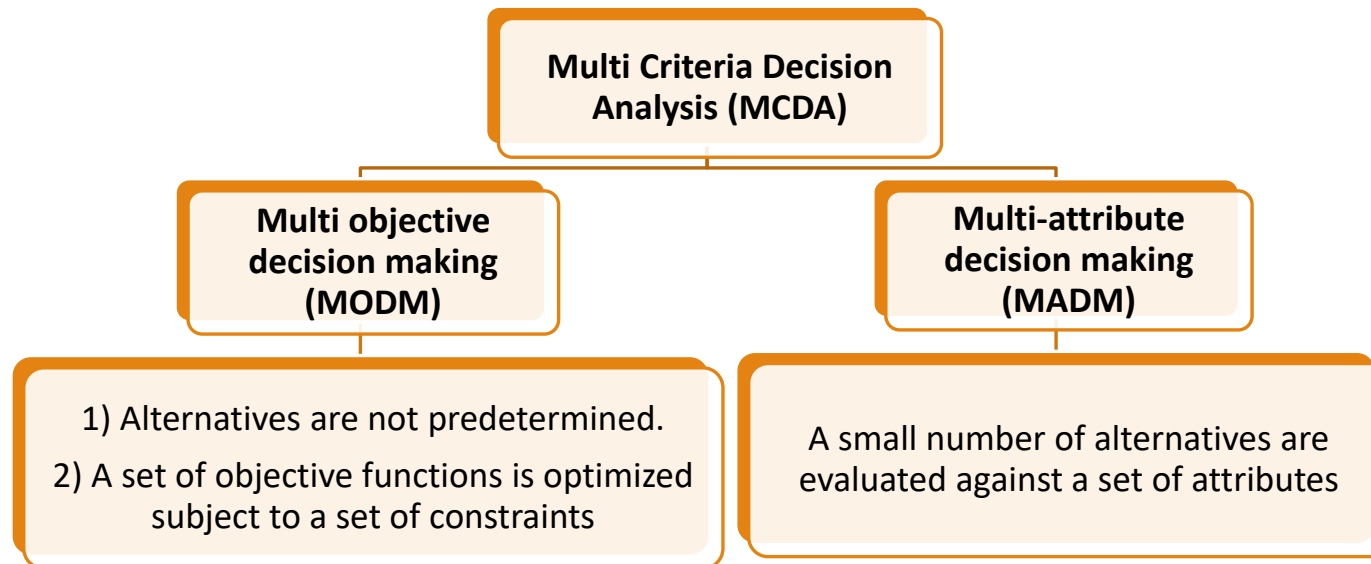 Multi Criteria Decision
Analysis (MCDA)
Multi objective
decision making
(MODM)
Multi-attribute
decision making
(MADM)
1) Alternatives are not predetermined.
2) A set of objective functions is optimized
subject to a set of constraints
A small number of alternatives are
evaluated against a set of attributes